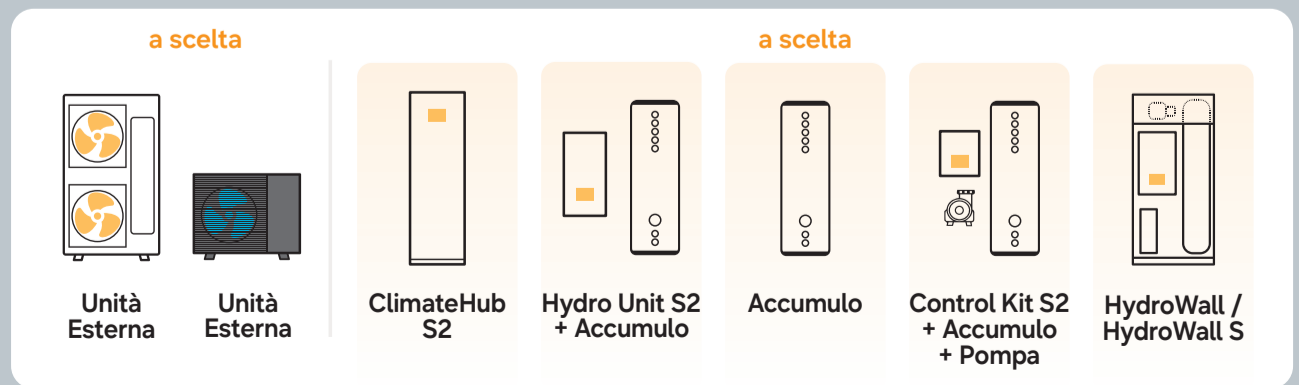 a scelta
a scelta
Unità
Esterna
Unità
Esterna
ClimateHub
S2
Hydro Unit S2
+ Accumulo
Accumulo
Control Kit S2
+ Accumulo
+ Pompa
HydroWall /
HydroWall S